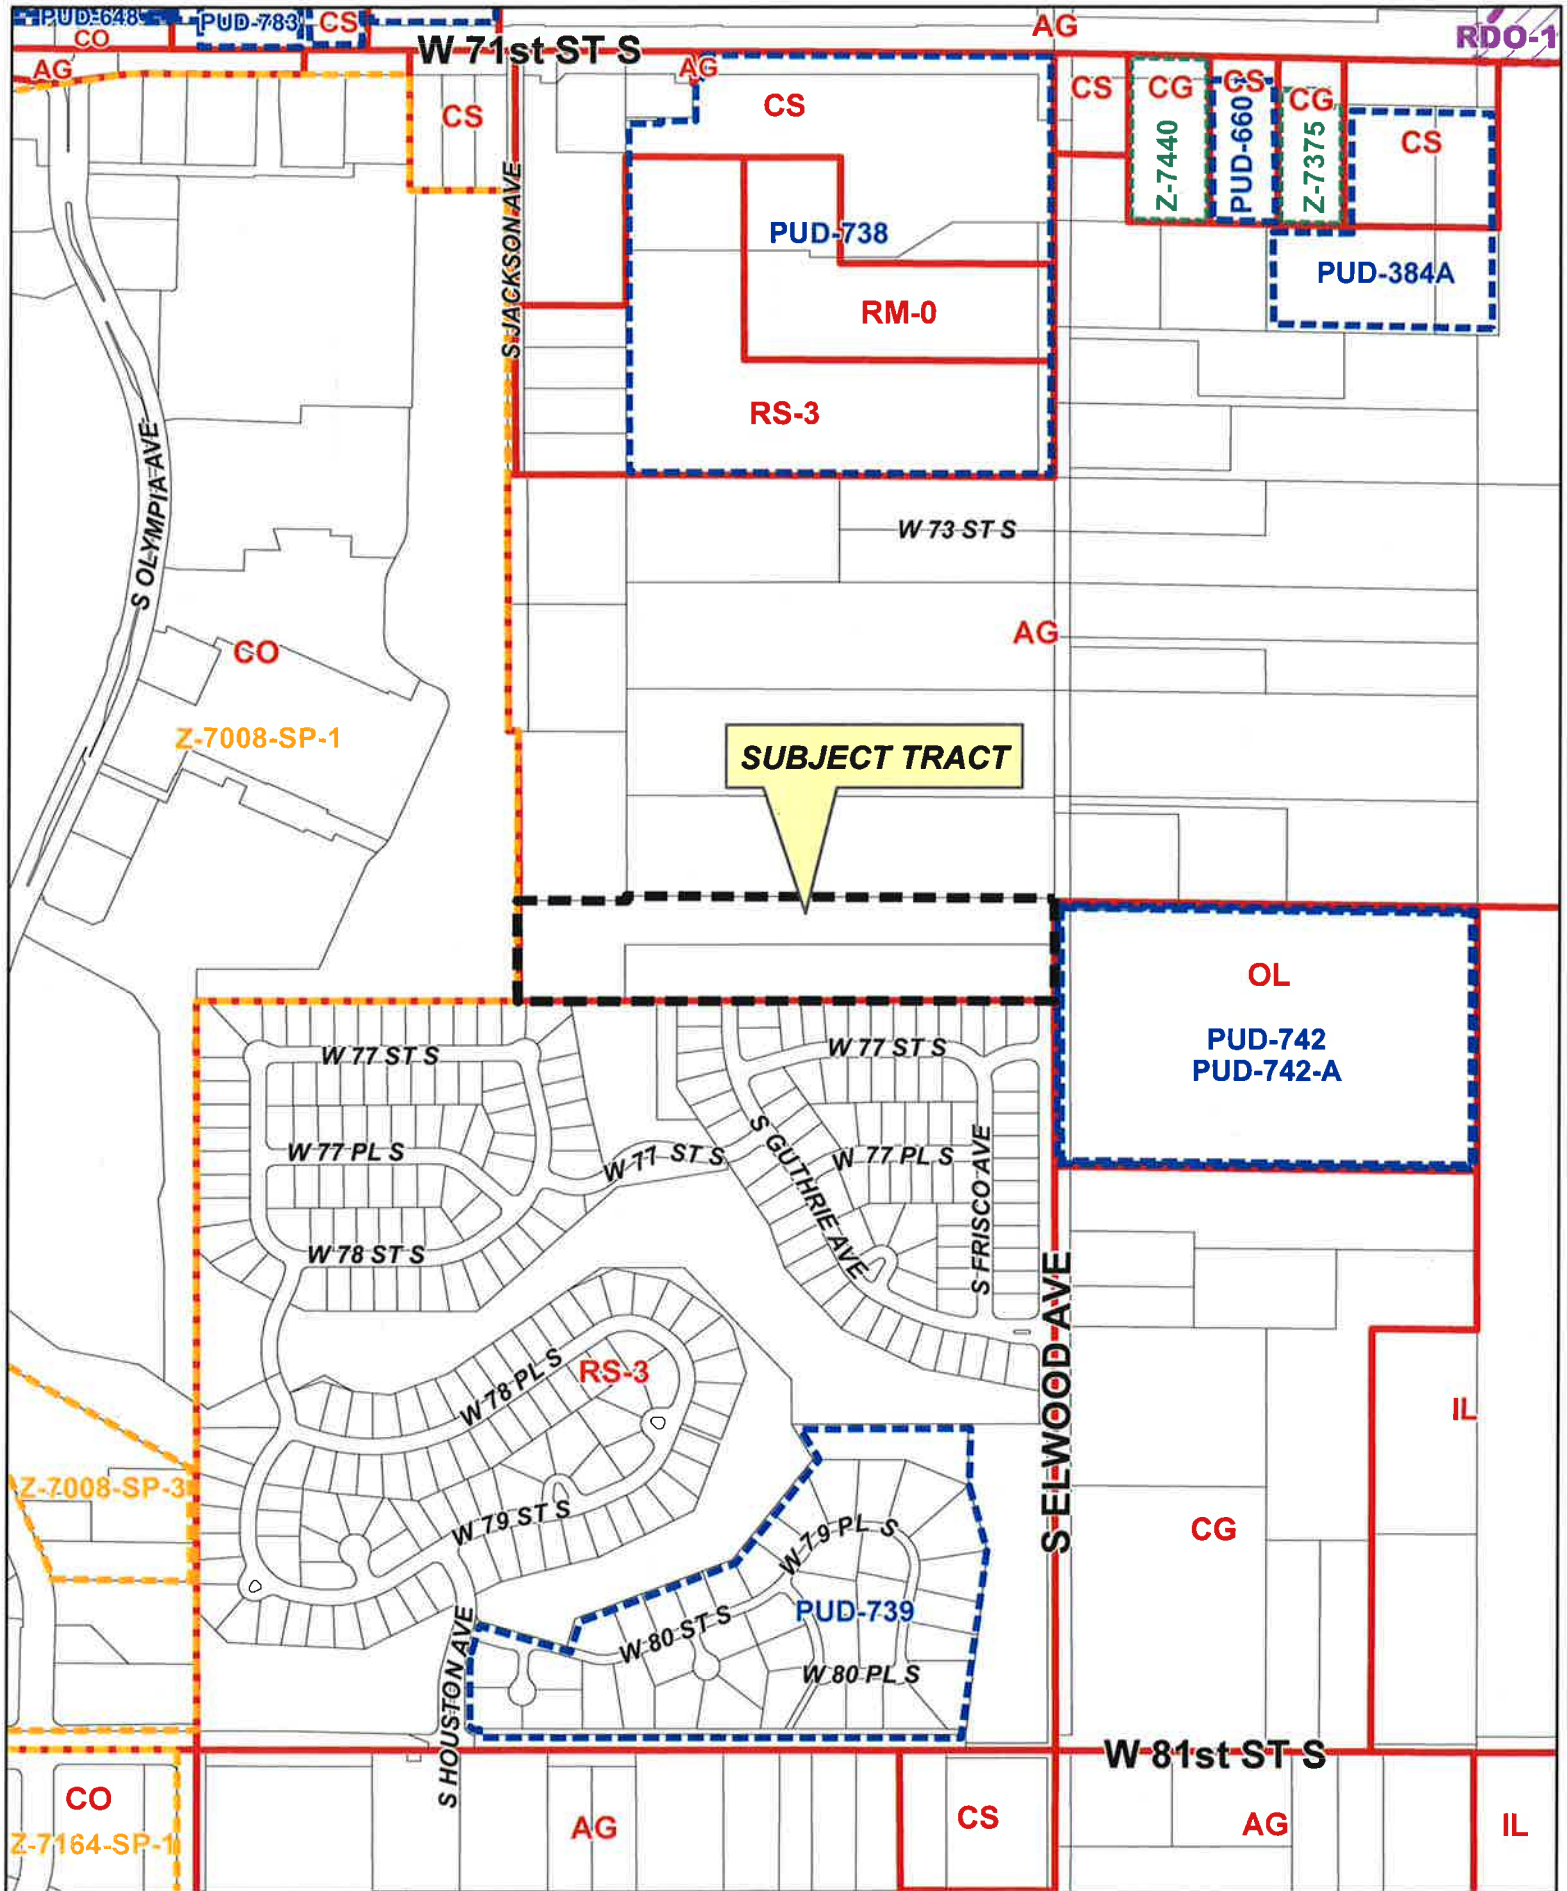 PUD-648
CO
PUD-783
CS
AG
RDO-1
W 71st ST S
AG
AG
CS
CS
CS
CG
CS
CG
CS
Z-7440
PUD-660
Z-7375
S JACKSON AVE
PUD-738
PUD-384A
RM-0
RS-3
S OLYMPIA AVE
W 73 ST S
AG
CO
Z-7008-SP-1
SUBJECT TRACT
OL
PUD-742
PUD-742-A
W 77 ST S
W 77 ST S
W 77 PL S
W 77 ST S
S GUTHRIE AVE
W 77 PL S
S FRISCO AVE
W 78 ST S
S ELWOOD AVE
W 78 PL S
RS-3
IL
Z-7008-SP-3
W 79 ST S
W 79 PL S
CG
PUD-739
W 80 ST S
W 80 PL S
S HOUSTON AVE
W 81st ST S
CO
Z-7164-SP-1
AG
CS
AG
IL